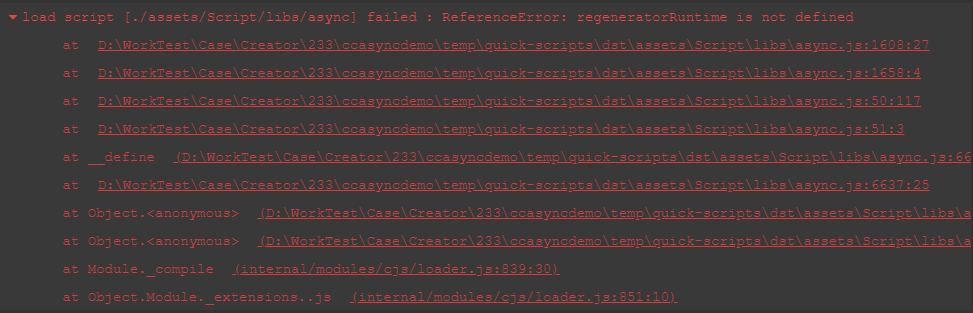 load script [./assets/Script/libs/async] failed : ReferenceError: regeneratorRuntime is not defined
at D:\WorkTest\Case\Creator\233\ccasyncdemo\temp\quick-scripts\dst\assets\Script\libs\async.js:1608:27
at D:\WorkTest\Case\Creator\233\ccasyncdemo\temp\quick-scripts\dst\assets\Script\libs\async.js:1658:4
at D:\WorkTest\Case\Creator\233\ccasyncdemo\temp\quick-scripts\dst\assets\Script\libs\async.js:50:117
at D:\WorkTest\Case\Creator\233\ccasyncdemo\temp\quick-scripts\dst\assets\Script\libs\async.js:51:3
at __define (D:\WorkTest\Case\Creator\233\ccasyncdemo\temp\quick-scripts\dst\assets\Script\libs\async.js:66
at D:\WorkTest\Case\Creator\233\ccasyncdemo\temp\quick-scripts\dst\assets\Script\libs\async.js:6637:25
at Object.<anonymous> (D:\WorkTest\Case\Creator\233\ccasyncdemo\temp\quick-scripts\dst\assets\Script\libs\a
at Object.<anonymous> (D:\WorkTest\Case\Creator\233\ccasyncdemo\temp\quick-scripts\dst\assets\Script\libs\a
at Module._compile (internal/modules/cjs/loader.js:839:30)
at Object.Module._extensions..js (internal/modules/cjs/loader.js:851:10)